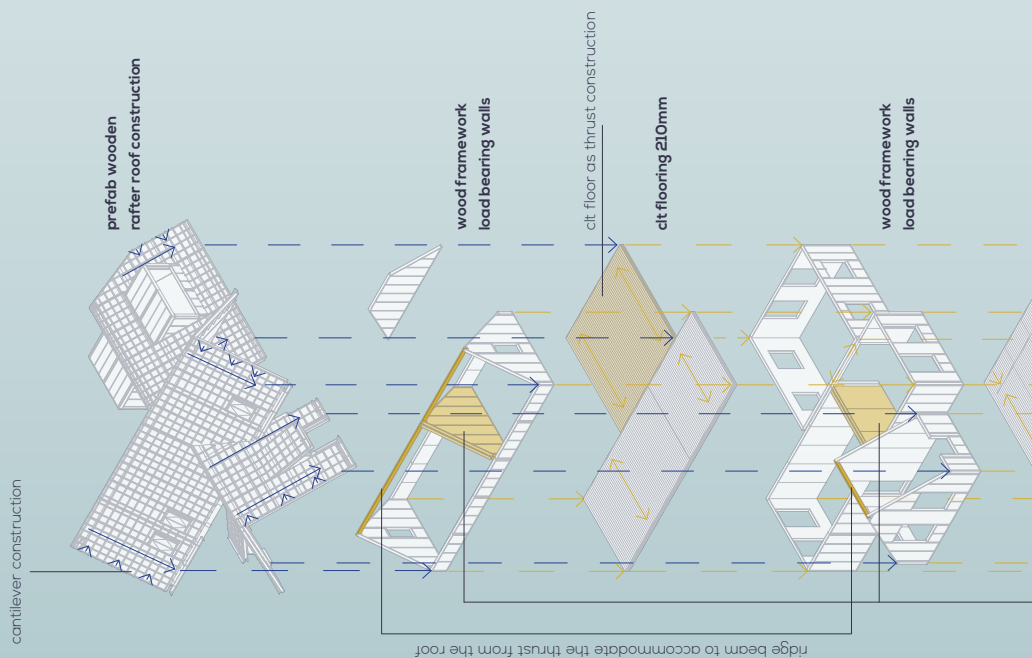 cantilever construction
prefab wooden
rafter roof construction
wood framework
load bearing walls
clt floor as thrust construction
clt flooring 210mm
wood framework
load bearing walls
ridge beam to accommodate the thrust from the roof